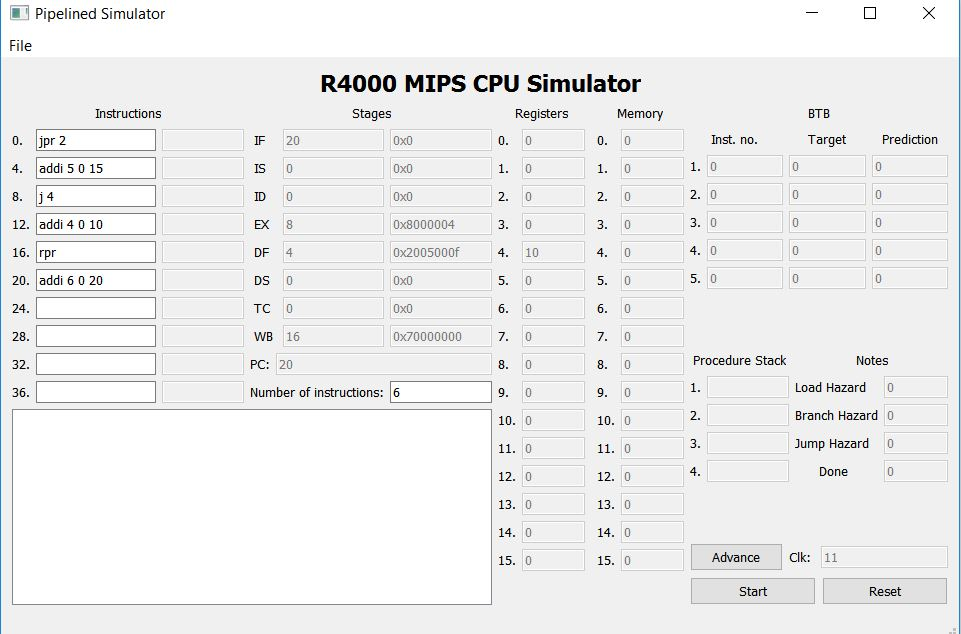 Pipelined Simulator
File
R4000 MIPS CPU Simulator
Instructions Stages Registers Memory BTB
Inst. no. Target Prediction
0. jpr 2 IF 20 0x0 0. 0 0. 0
1. 0 0 0
4. addi 5 0 15 IS 0 0x0 1. 0 1. 0
2. 0 0 0
8. j 4 ID 0 0x0 2. 0 2. 0
3. 0 0 0
12. addi 4 0 10 EX 8 0x8000004 3. 0 3. 0
4. 0 0 0
16. rpr DF 4 0x2005000f 4. 10 4. 0
5. 0 0 0
20. addi 6 0 20 DS 0 0x0 5. 0 5. 0
24. TC 0 0x0 6. 0 6. 0
28. WB 16 0x70000000 7. 0 7. 0
Procedure Stack Notes
32. PC: 20 8. 0 8. 0
1. Load Hazard 0
36. Number of instructions: 6 9. 0 9. 0
2. Branch Hazard 0
10. 0 10. 0
3. Jump Hazard 0
11. 0 11. 0
4. Done 0
12. 0 12. 0
13. 0 13. 0
14. 0 14. 0
15. 0 15. 0
Advance Clk: 11
Start Reset